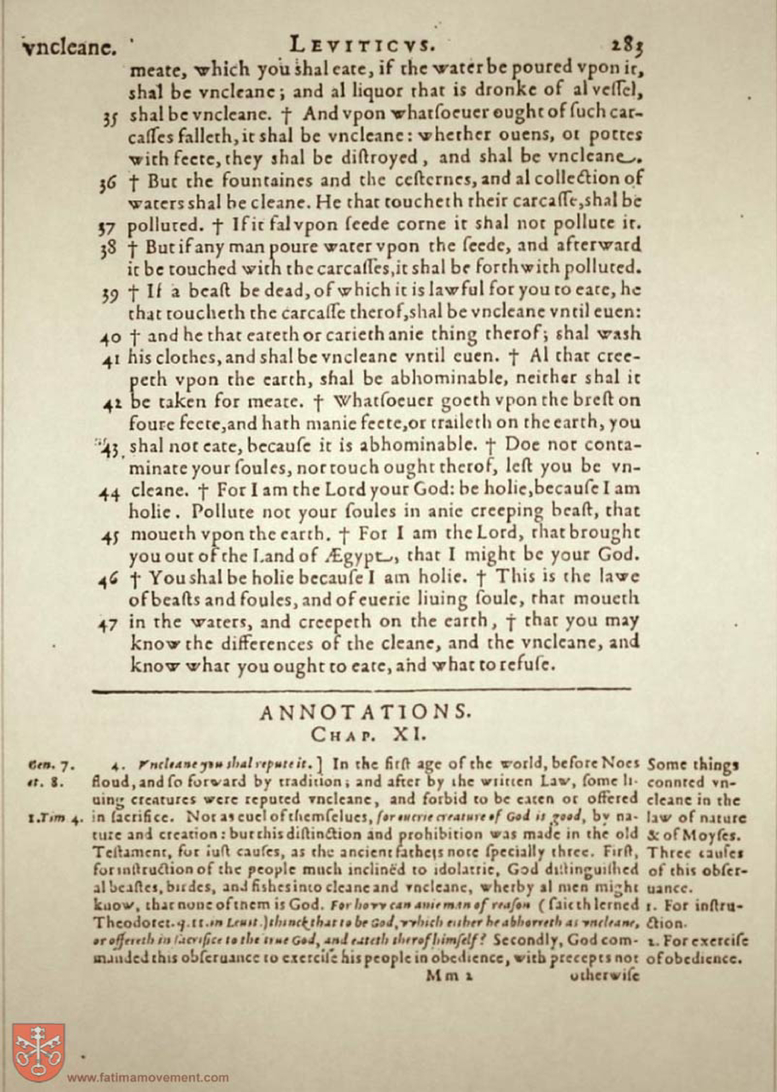 vncleane. LEVITICVS. 283
meate, which you shal eate, if the water be poured vpon it,
shal be vncleane; and al liquor that is dronke of al veſſel,
35 shal be vncleane. † And vpon whatſoeuer ought of ſuch car-
caſſes falleth, it shal be vncleane: whether ouens, or pottes
with feete, they shal be diſtroyed, and shal be vncleane.
36 † But the fountaines and the ceſternes, and al collection of
waters shal be cleane. He that toucheth their carcaſſe, shal be
37 polluted. † If it fal vpon ſeede corne it shal not pollute it.
38 † But if any man poure water vpon the ſeede, and afterward
it be touched with the carcaſſes, it shal be forthwith polluted.
39 † If a beaſt be dead, of which it is lawful for you to eate, he
that toucheth the carcaſſe therof, shal be vncleane vntil euen:
40 † and he that eateth or carieth anie thing therof; shal wash
41 his clothes, and shal be vncleane vntil euen. † Al that cree-
peth vpon the earth, shal be abhominable, neither shal it
42 be taken for meate. † Whatſoeuer goeth vpon the breſt on
foure feete, and hath manie feete, or traileth on the earth, you
43 shal not eate, becauſe it is abhominable. † Doe not conta-
minate your ſoules, nor touch ought therof, leſt you be vn-
44 cleane. † For I am the Lord your God: be holie, becauſe I am
holie. Pollute not your ſoules in anie creeping beaſt, that
45 moueth vpon the earth. † For I am the Lord, that brought
you out of the Land of Ægypt, that I might be your God.
46 † You shal be holie becauſe I am holie. † This is the lawe
of beaſts and foules, and of euerie liuing ſoule, that moueth
47 in the waters, and creepeth on the earth, † that you may
know the differences of the cleane, and the vncleane, and
know what you ought to eate, and what to refuſe.
ANNOTATIONS.
CHAP. XI.
Gen. 7. 4. Vncleane you shal repute it.] In the firſt age of the world, before Noes Some things
et. 8. floud, and ſo forward by tradition; and after by the written Law, ſome li- connted vn-
uing creatures were reputed vncleane, and forbid to be eaten or offered cleane in the
1.Tim 4. in ſacrifice. Not as euel of themſelues, for euerie creature of God is good, by na- law of nature
ture and creation: but this diſtinction and prohibition was made in the old & of Moyſes.
Teſtament, for iuſt cauſes, as the ancient fathers note ſpecially three. Firſt, Three cauſes
for inſtruction of the people much inclined to idolatrie, God diſtinguiſhed of this obſer-
al beaſtes, birdes, and fishes into cleane and vncleane, wherby al men might uance.
know, that none of them is God. For how can anie man of reaſon (ſaith lerned 1. For inſtru-
Theodoret. q. 11. in Leuit.) thinck that to be God, which either he abhorreth as vncleane, ction.
or offereth in ſacrifice to the true God, and eateth therof himſelf? Secondly, God com- 2. For exerciſe
manded this obſeruance to exerciſe his people in obedience, with precepts not of obedience.
Mm 2 otherwiſe
www.fatimamovement.com